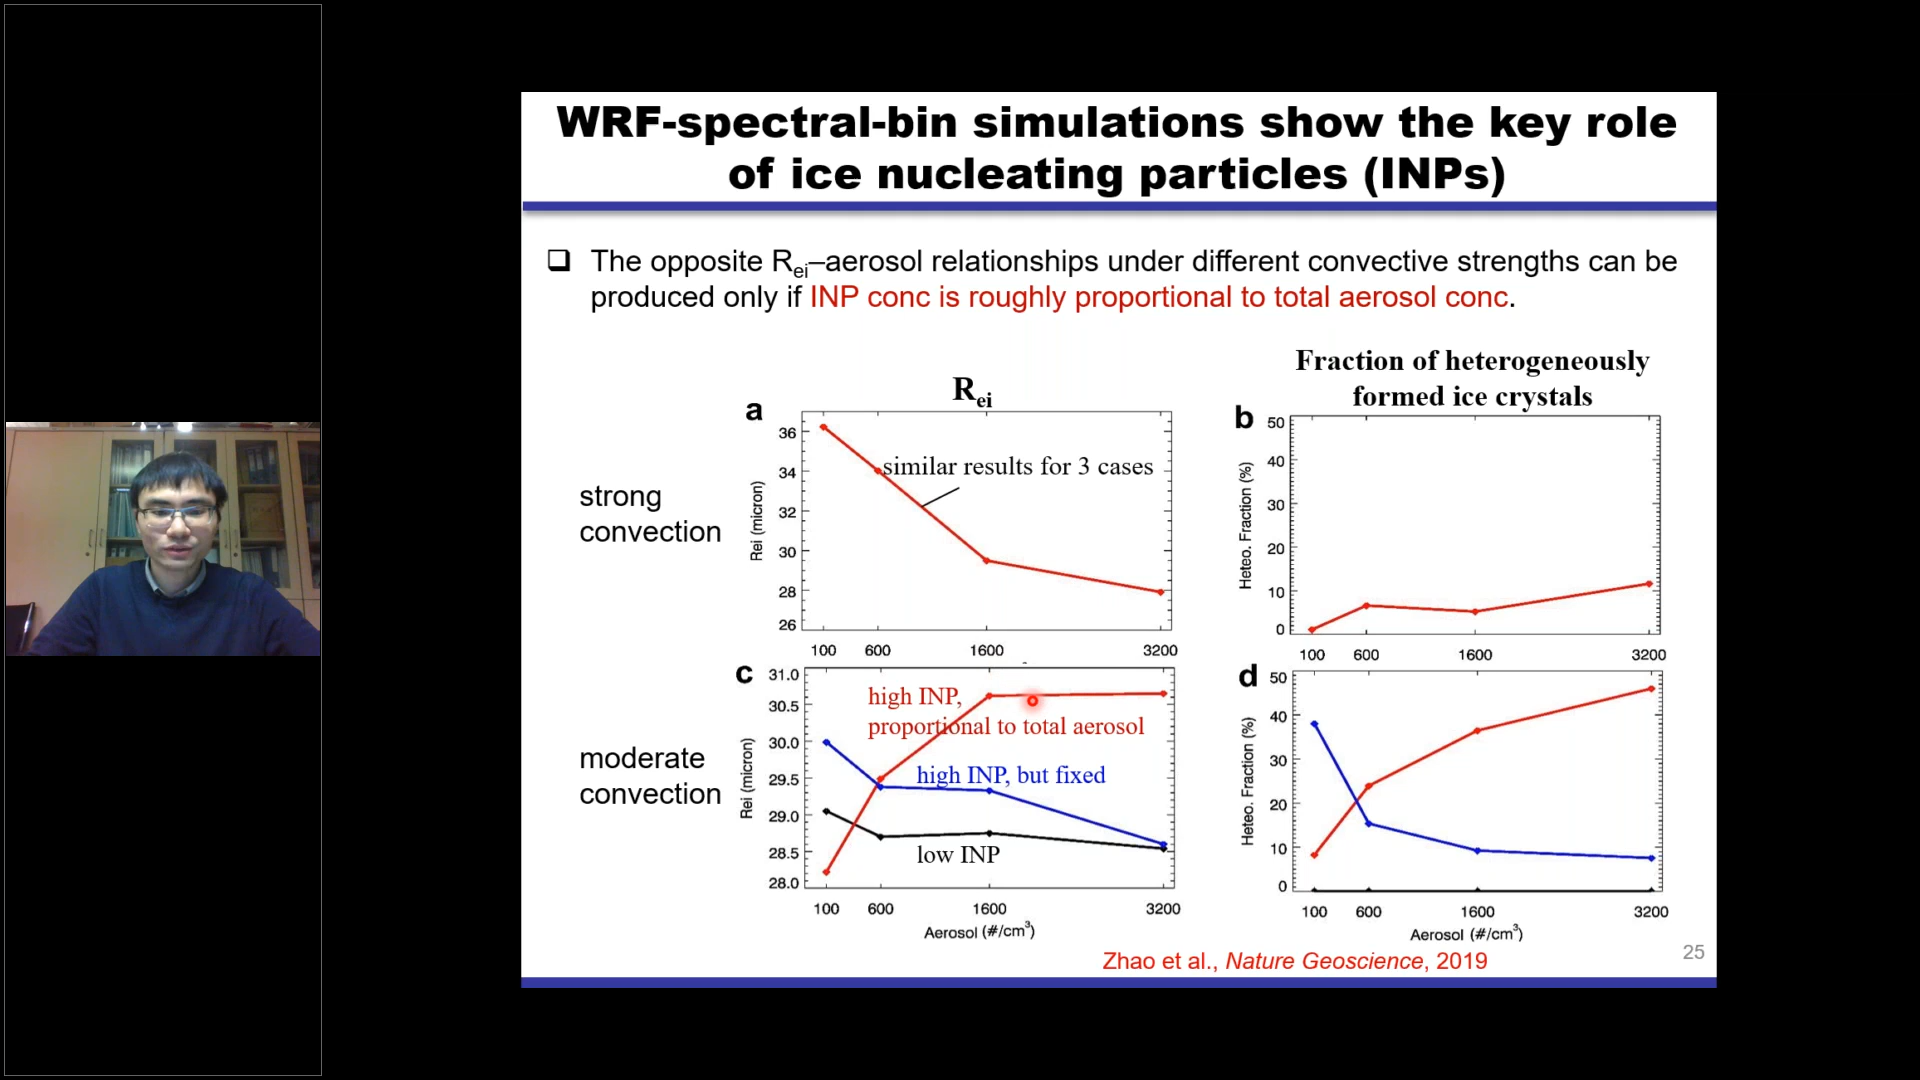 WRF-spectral-bin simulations show the key role
of ice nucleating particles (INPs)
❑ The opposite Rei–aerosol relationships under different convective strengths can be
produced only if INP conc is roughly proportional to total aerosol conc.
Rei
Fraction of heterogeneously
formed ice crystals
strong
convection
a
Rei (micron)
36
34
32
30
28
26
similar results for 3 cases
100 600 1600 3200
b
Heteo. Fraction (%)
50
40
30
20
10
0
100 600 1600 3200
moderate
convection
c
Rei (micron)
31.0
30.5
30.0
29.5
29.0
28.5
28.0
high INP,
proportional to total aerosol
high INP, but fixed
low INP
100 600 1600 3200
Aerosol (#/cm³)
d
Heteo. Fraction (%)
50
40
30
20
10
0
100 600 1600 3200
Aerosol (#/cm³)
Zhao et al., Nature Geoscience, 2019
25